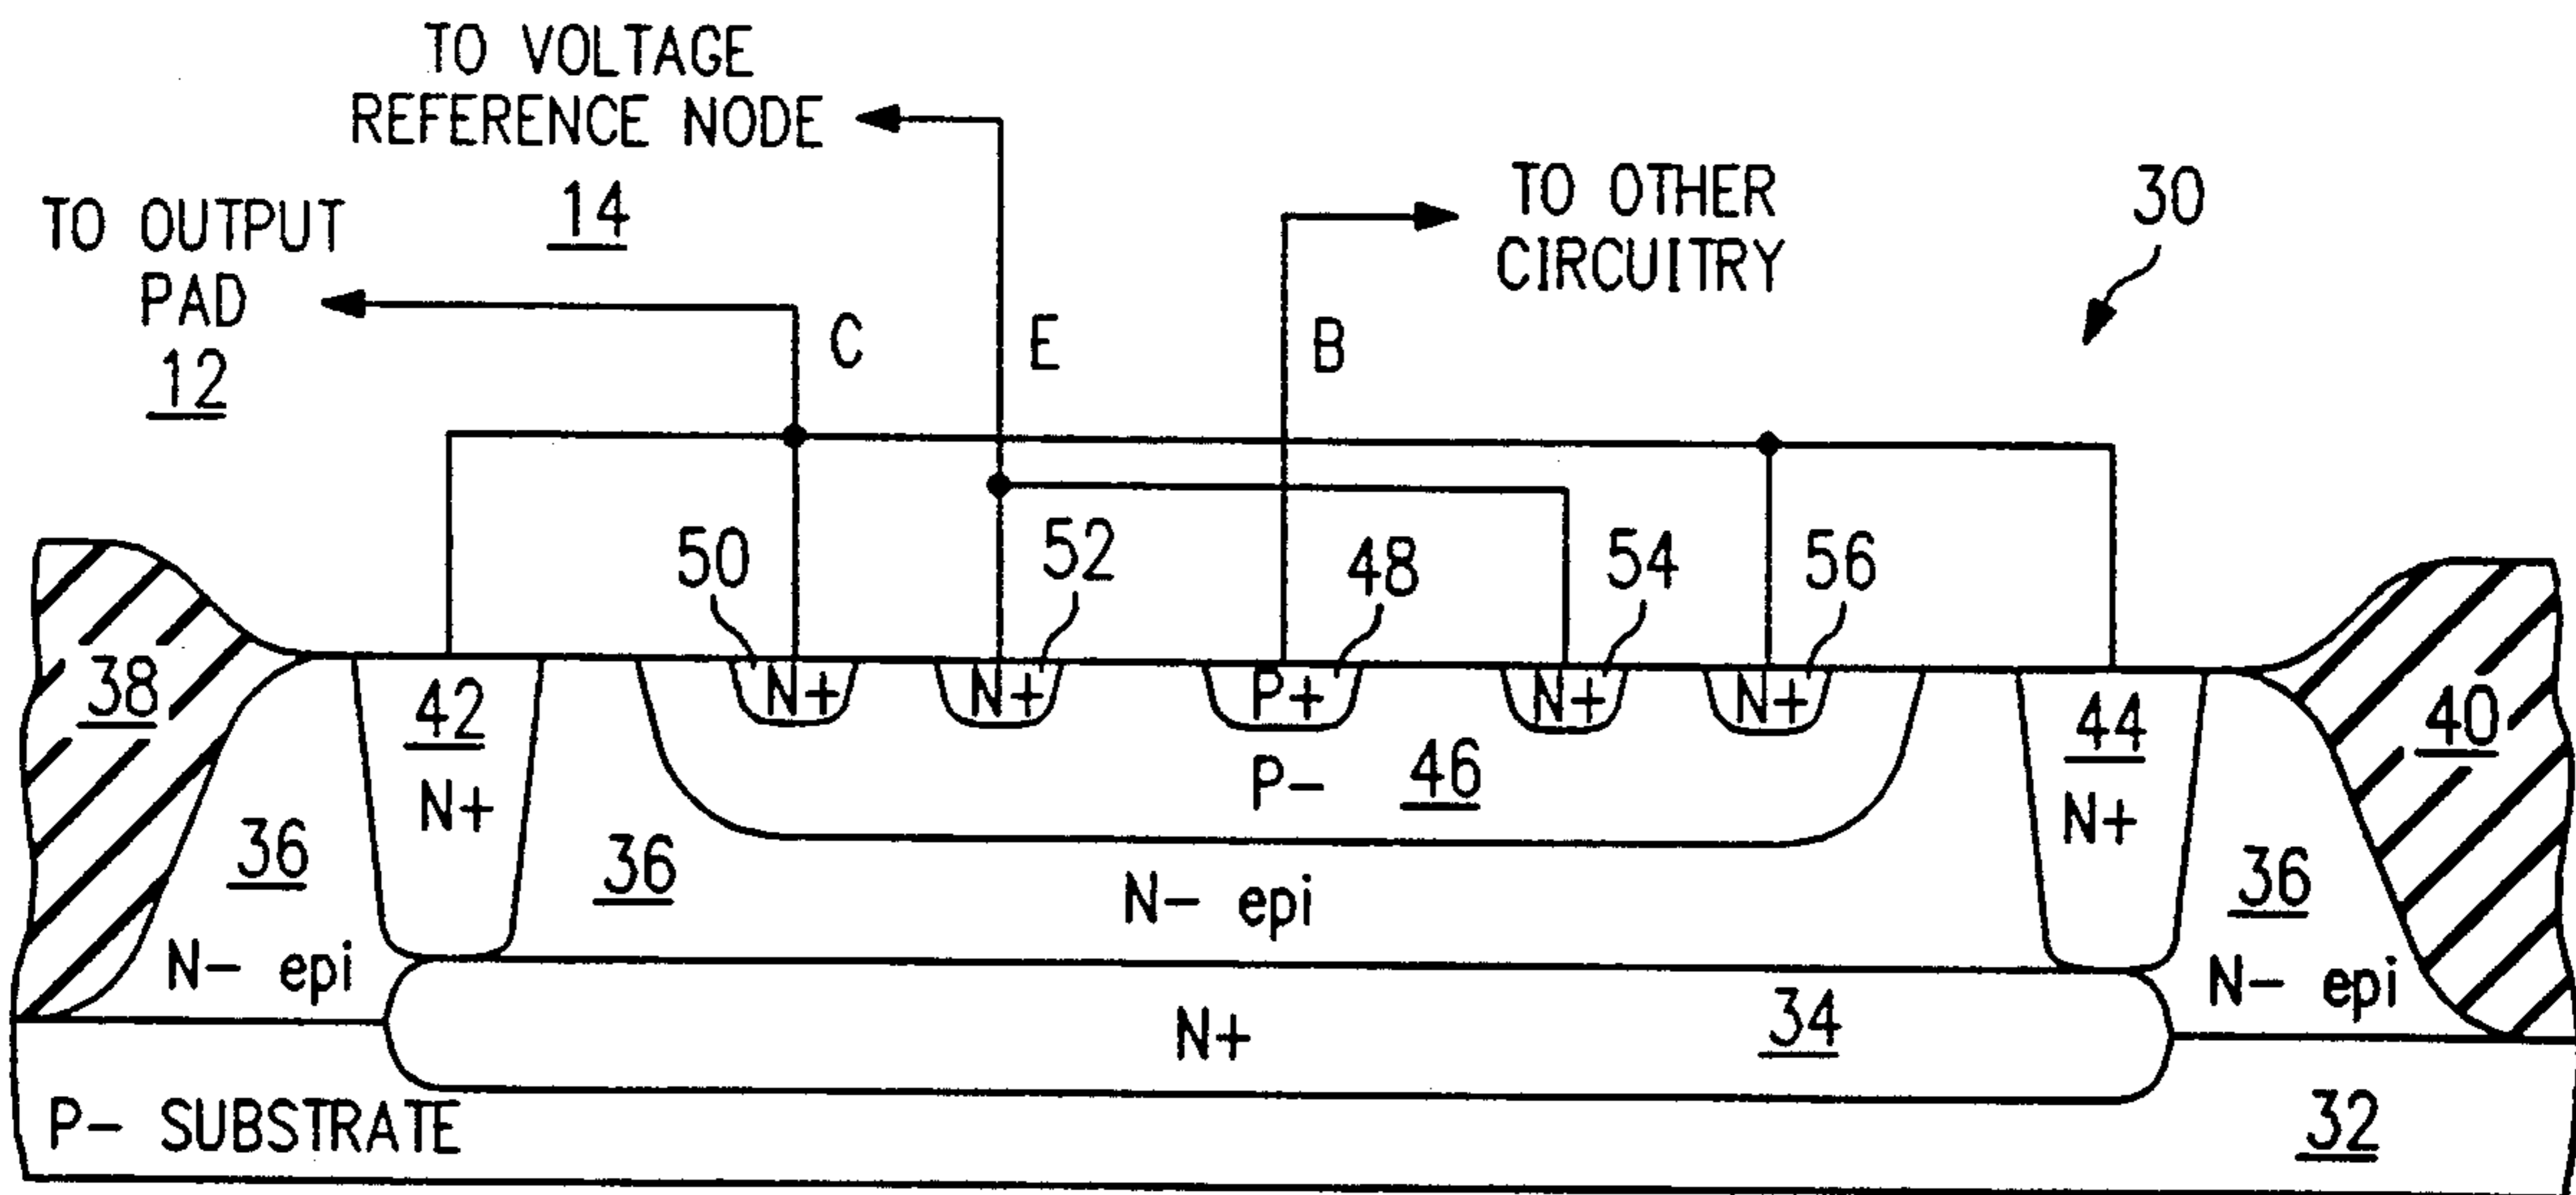 TO VOLTAGE
REFERENCE NODE
14
TO OUTPUT
PAD
12
TO OTHER
CIRCUITRY
30
C
E
B
50
52
48
54
56
38
42
N+
N+
N+
P+
N+
N+
44
N+
40
P- 46
36
N- epi
36
N- epi
36
N- epi
N+
34
P- SUBSTRATE
32